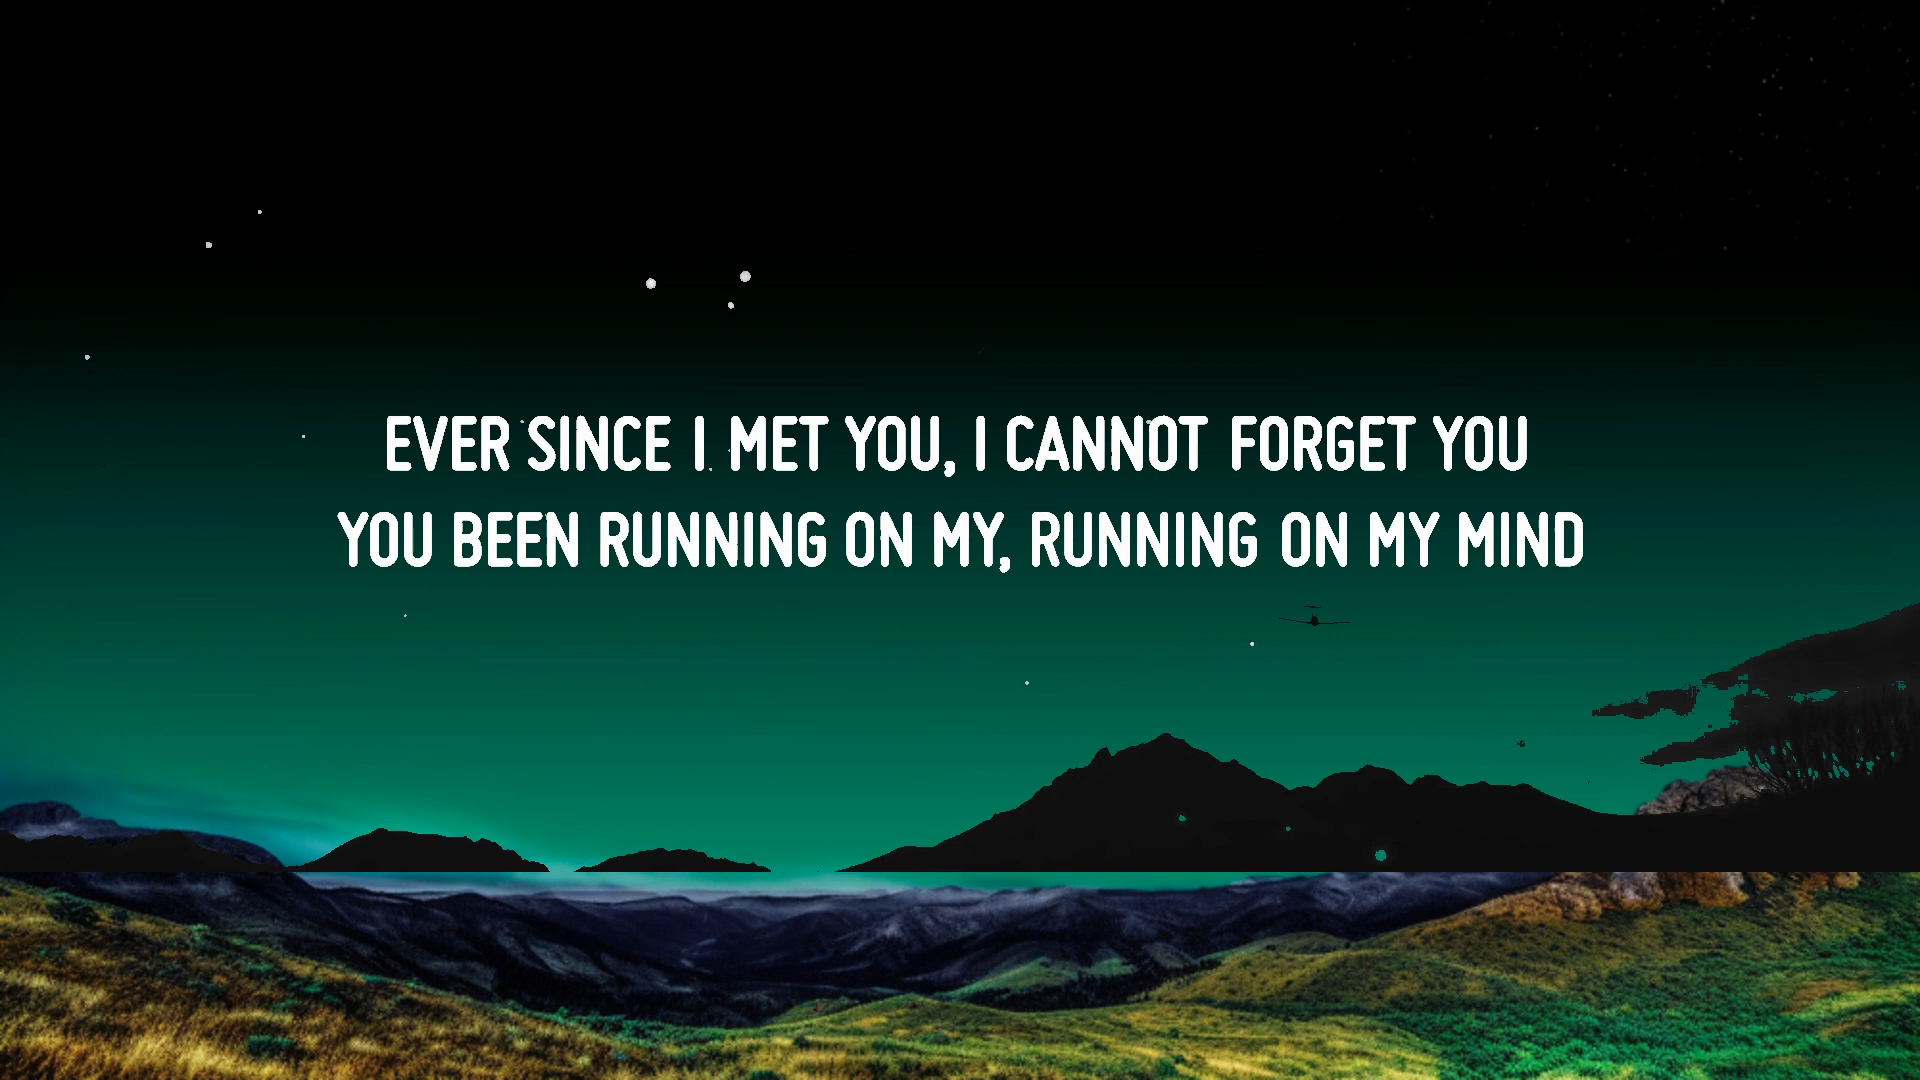 EVER SINCE I MET YOU, I CANNOT FORGET YOU
YOU BEEN RUNNING ON MY, RUNNING ON MY MIND